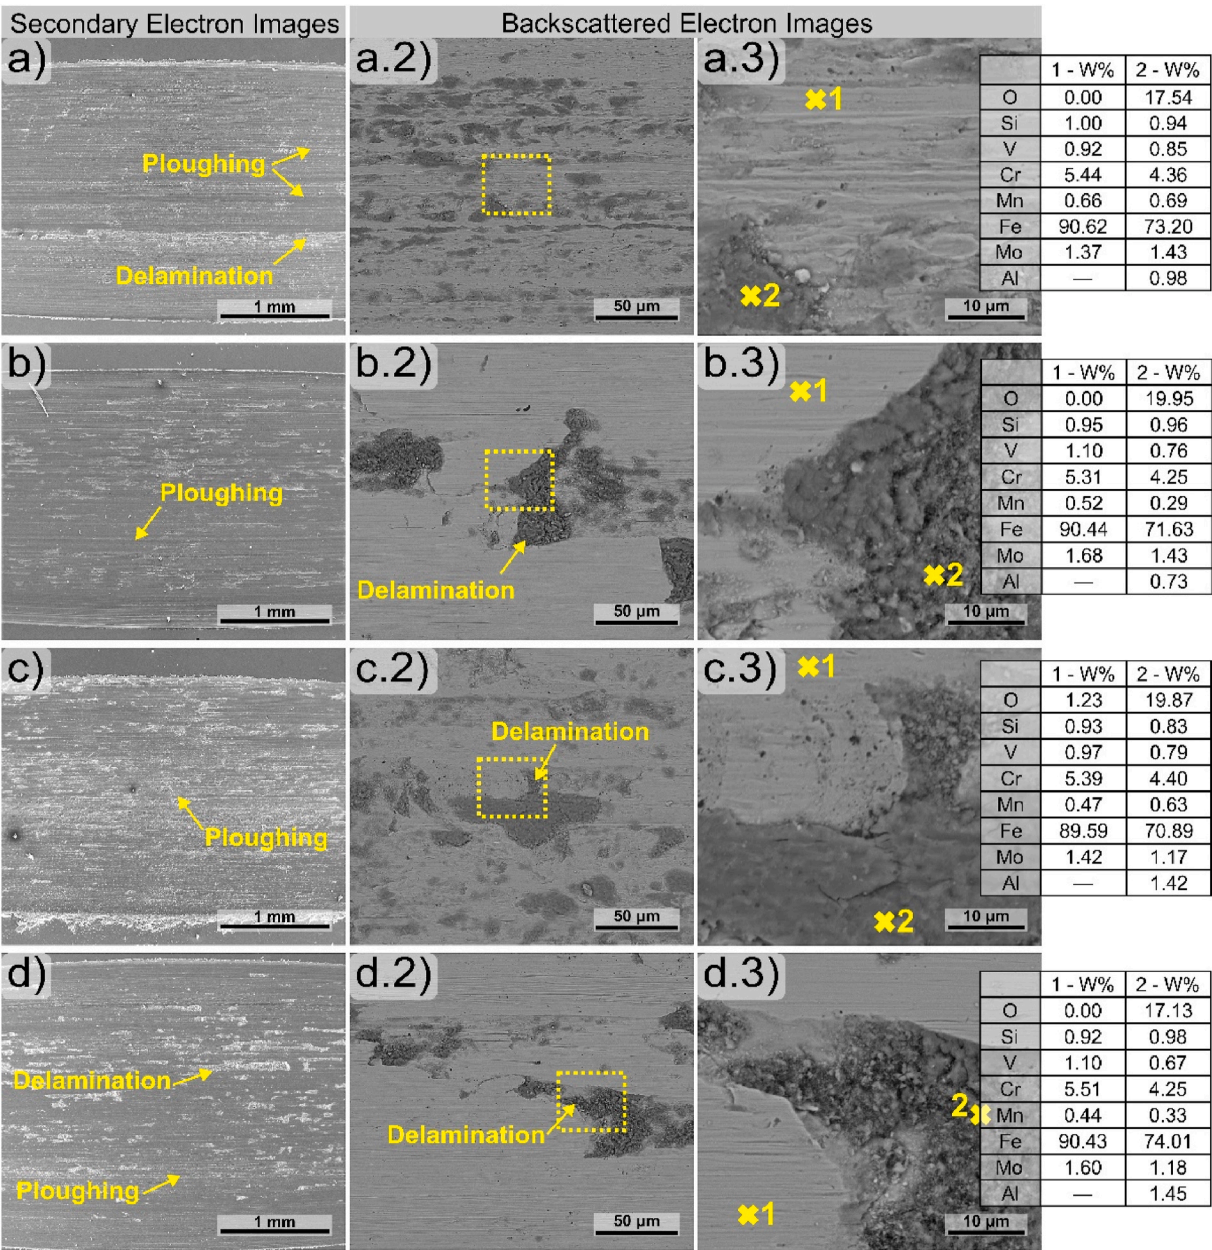 Secondary Electron Images
Backscattered Electron Images
a)
Ploughing
Delamination
1 mm
a.2)
50 µm
a.3)
1
2
10 µm
1 - W% 2 - W%
O 0.00 17.54
Si 1.00 0.94
V 0.92 0.85
Cr 5.44 4.36
Mn 0.66 0.69
Fe 90.62 73.20
Mo 1.37 1.43
Al — 0.98
b)
Ploughing
1 mm
b.2)
Delamination
50 µm
b.3)
1
2
10 µm
1 - W% 2 - W%
O 0.00 19.95
Si 0.95 0.96
V 1.10 0.76
Cr 5.31 4.25
Mn 0.52 0.29
Fe 90.44 71.63
Mo 1.68 1.43
Al — 0.73
c)
Ploughing
1 mm
c.2)
Delamination
50 µm
c.3)
1
2
10 µm
1 - W% 2 - W%
O 1.23 19.87
Si 0.93 0.83
V 0.97 0.79
Cr 5.39 4.40
Mn 0.47 0.63
Fe 89.59 70.89
Mo 1.42 1.17
Al — 1.42
d)
Delamination
Ploughing
1 mm
d.2)
Delamination
50 µm
d.3)
2
1
10 µm
1 - W% 2 - W%
O 0.00 17.13
Si 0.92 0.98
V 1.10 0.67
Cr 5.51 4.25
Mn 0.44 0.33
Fe 90.43 74.01
Mo 1.60 1.18
Al — 1.45